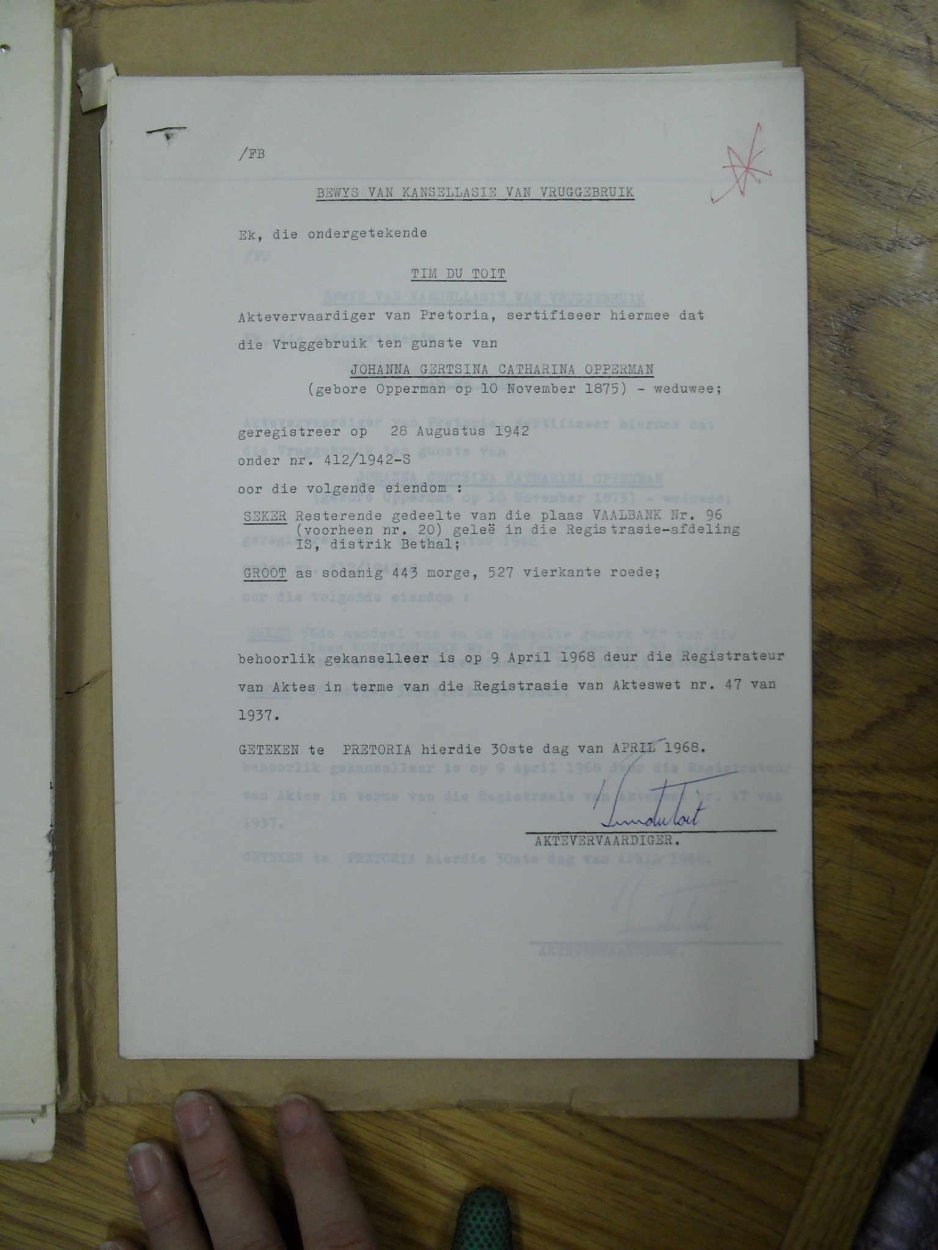 /FB
BEWYS VAN KANSELLASIE VAN VRUGGEBRUIK
Ek, die ondergetekende
TIM DU TOIT
Aktevervaardiger van Pretoria, sertifiseer hiermee dat
die Vruggebruik ten gunste van
JOHANNA GERTSINA CATHARINA OPPERMAN
(gebore Opperman op 10 November 1875) - weduwee;
geregistreer op 28 Augustus 1942
onder nr. 412/1942-S
oor die volgende eiendom :
SEKER Resterende gedeelte van die plaas VAALBANK Nr. 96
(voorheen nr. 20) geleë in die Registrasie-afdeling
IS, distrik Bethal;
GROOT as sodanig 443 morge, 527 vierkante roede;
behoorlik gekanselleer is op 9 April 1968 deur die Registrateur
van Aktes in terme van die Registrasie van Akteswet nr. 47 van
1937.
GETEKEN te PRETORIA hierdie 30ste dag van APRIL 1968.
Tim du Toit
AKTEVERVAARDIGER.